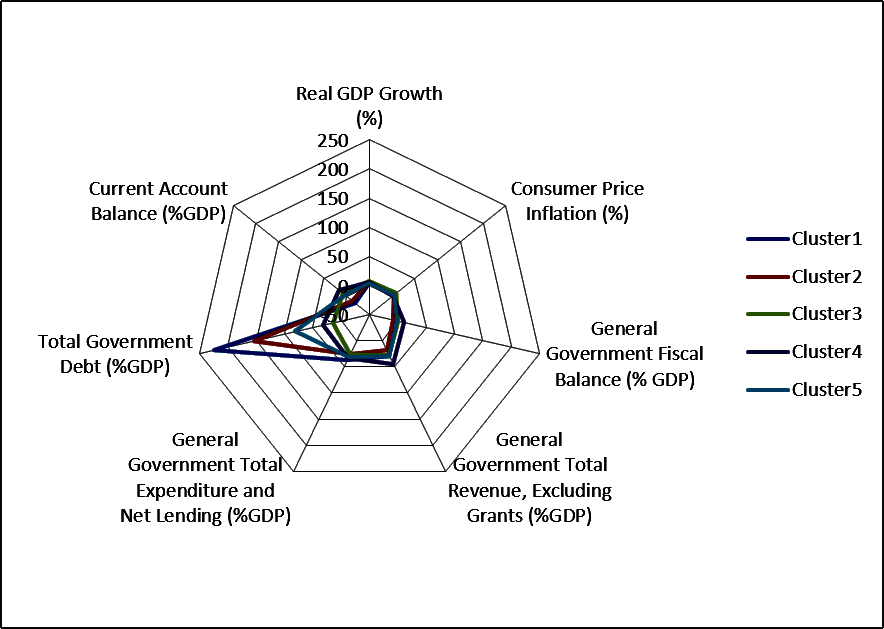 Real GDP Growth
(%)
250
200
150
100
50
0
-50
Consumer Price
Inflation (%)
General
Government Fiscal
Balance (% GDP)
General
Government Total
Revenue, Excluding
Grants (%GDP)
General
Government Total
Expenditure and
Net Lending (%GDP)
Total Government
Debt (%GDP)
Current Account
Balance (%GDP)
Cluster1
Cluster2
Cluster3
Cluster4
Cluster5